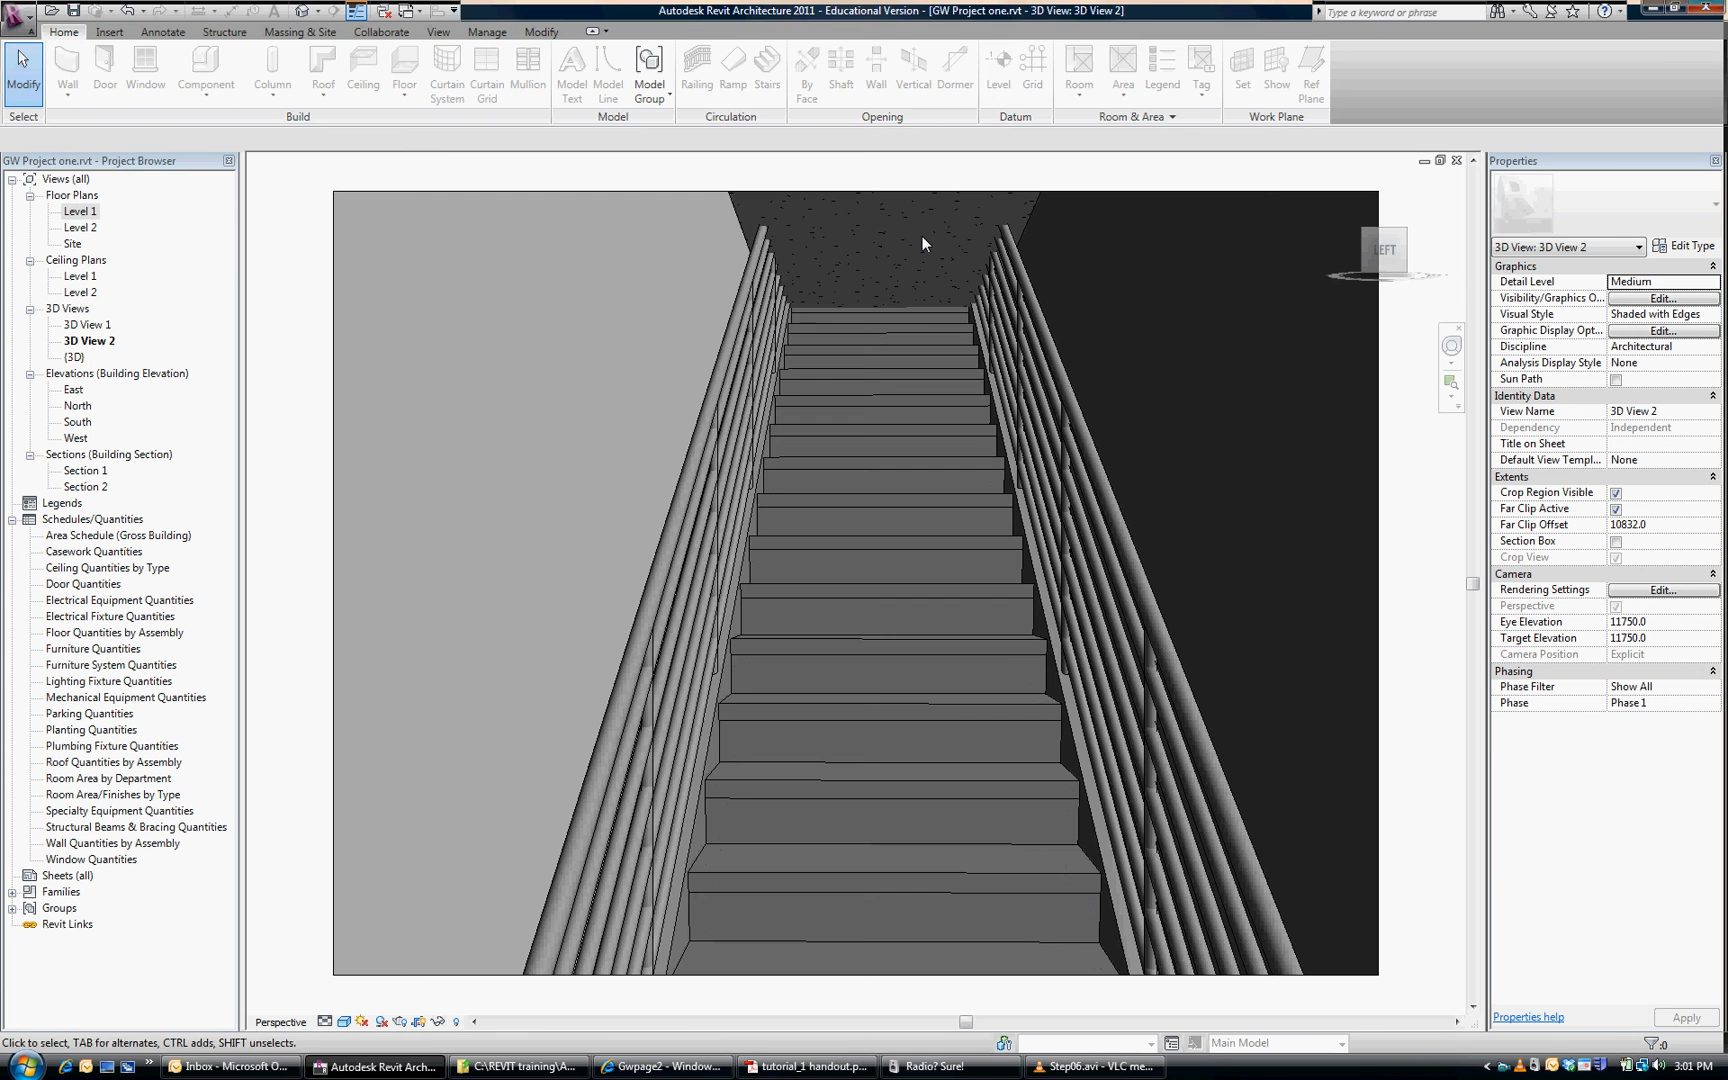 Autodesk Revit Architecture 2011 - Educational Version - [GW Project one.rvt - 3D View: 3D View 2]
Type a keyword or phrase
Home Insert Annotate Structure Massing & Site Collaborate View Manage Modify
Modify Wall Door Window Component Column Roof Ceiling Floor Curtain System Curtain Grid Mullion Model Text Model Line Model Group Railing Ramp Stairs By Face Shaft Wall Vertical Dormer Level Grid Room Area Legend Tag Set Show Ref Plane
Select Build Model Circulation Opening Datum Room & Area Work Plane
GW Project one.rvt - Project Browser
Views (all)
Floor Plans
Level 1
Level 2
Site
Ceiling Plans
Level 1
Level 2
3D Views
3D View 1
3D View 2
{3D}
Elevations (Building Elevation)
East
North
South
West
Sections (Building Section)
Section 1
Section 2
Legends
Schedules/Quantities
Area Schedule (Gross Building)
Casework Quantities
Ceiling Quantities by Type
Door Quantities
Electrical Equipment Quantities
Electrical Fixture Quantities
Floor Quantities by Assembly
Furniture Quantities
Furniture System Quantities
Lighting Fixture Quantities
Mechanical Equipment Quantities
Parking Quantities
Planting Quantities
Plumbing Fixture Quantities
Roof Quantities by Assembly
Room Area by Department
Room Area/Finishes by Type
Specialty Equipment Quantities
Structural Beams & Bracing Quantities
Wall Quantities by Assembly
Window Quantities
Sheets (all)
Families
Groups
Revit Links
LEFT
Properties
3D View: 3D View 2 Edit Type
Graphics
Detail Level Medium
Visibility/Graphics O... Edit...
Visual Style Shaded with Edges
Graphic Display Opt... Edit...
Discipline Architectural
Analysis Display Style None
Sun Path
Identity Data
View Name 3D View 2
Dependency Independent
Title on Sheet
Default View Templ... None
Extents
Crop Region Visible
Far Clip Active
Far Clip Offset 10832.0
Section Box
Crop View
Camera
Rendering Settings Edit...
Perspective
Eye Elevation 11750.0
Target Elevation 11750.0
Camera Position Explicit
Phasing
Phase Filter Show All
Phase Phase 1
Properties help Apply
Perspective
Click to select, TAB for alternates, CTRL adds, SHIFT unselects. Main Model :0
Inbox - Microsoft O... Autodesk Revit Arch... C:\REVIT training\A... Gwpage2 - Window... tutorial_1 handout.p... Radio? Sure! Step06.avi - VLC me... 3:01 PM